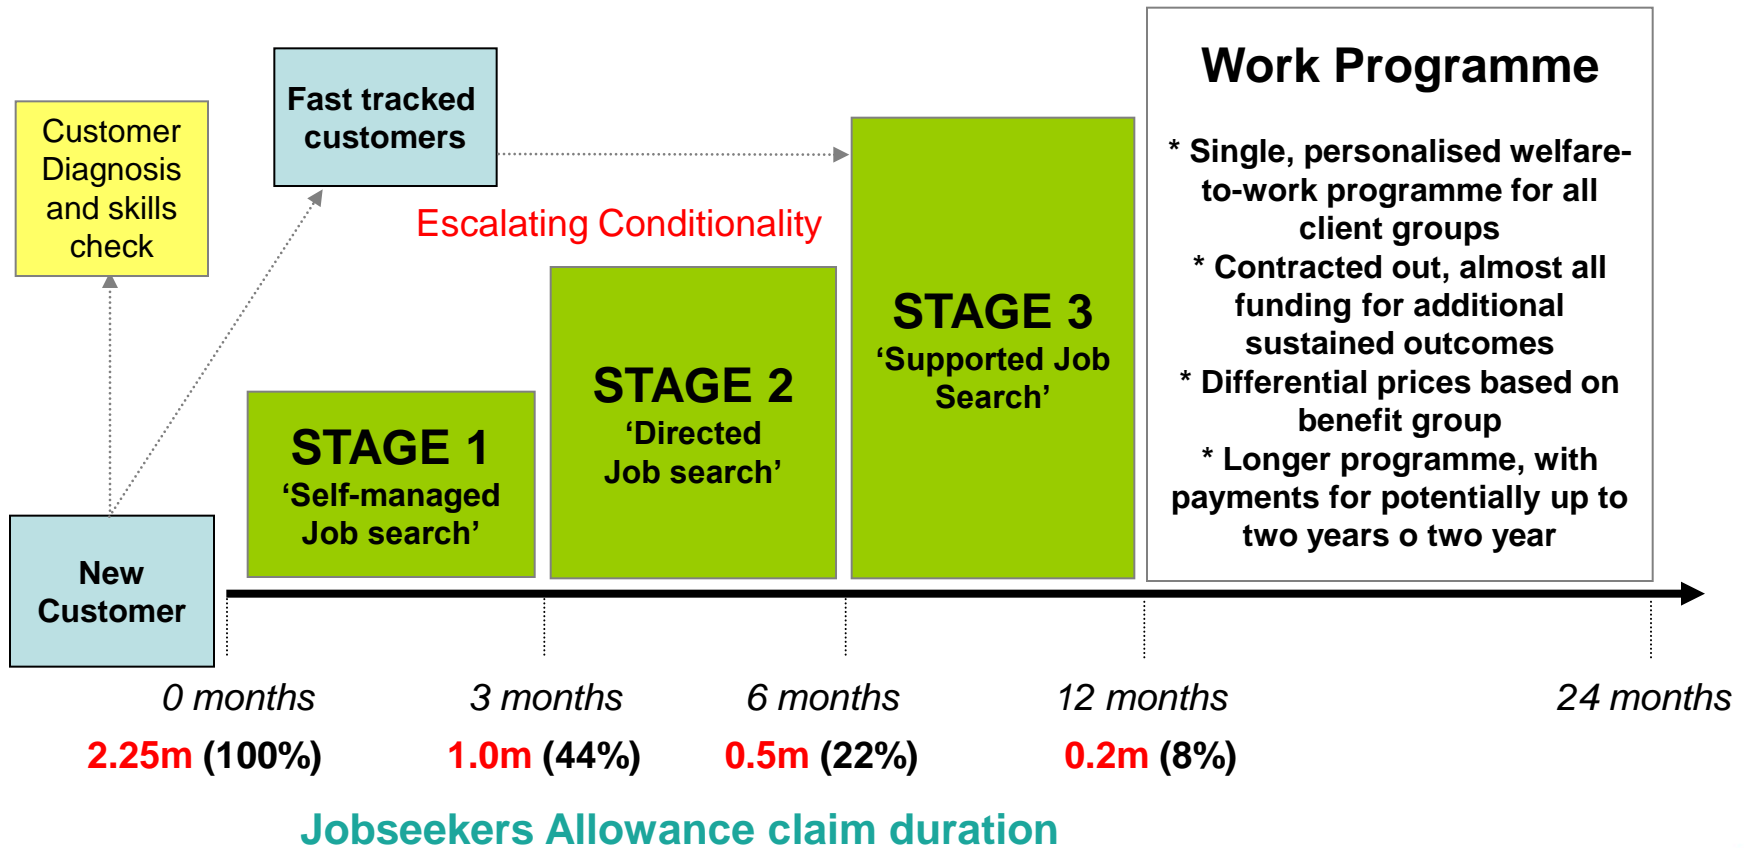 Work Programme
* Single, personalised welfare-
to-work programme for all
client groups
* Contracted out, almost all
funding for additional
sustained outcomes
* Differential prices based on
benefit group
* Longer programme, with
payments for potentially up to
two years o two year
Fast tracked
customers
Customer
Diagnosis
and skills
check
Escalating Conditionality
STAGE 1
‘Self-managed
Job search’
STAGE 2
‘Directed
Job search’
STAGE 3
‘Supported Job
Search’
New
Customer
0 months
3 months
6 months
12 months
24 months
2.25m (100%)
1.0m (44%)
0.5m (22%)
0.2m (8%)
Jobseekers Allowance claim duration